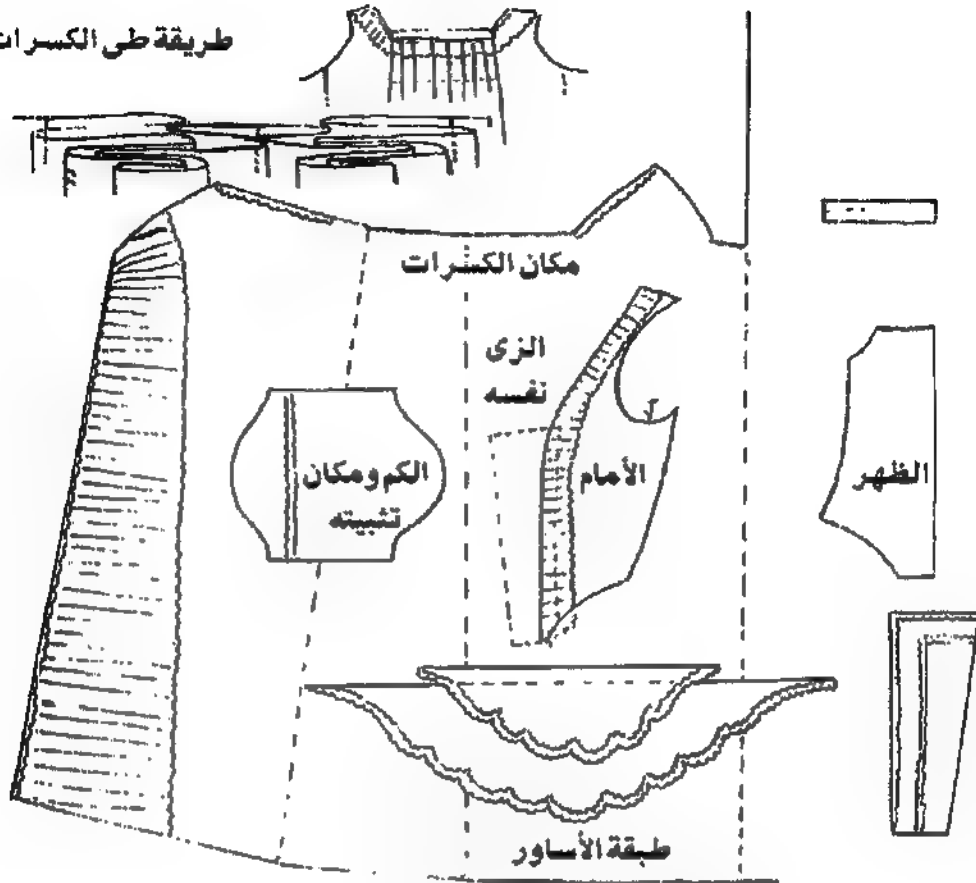 طريقة طى الكسرات
مكان الكسرات
الزى
نفسه
الأمام
الكم ومكان
تثبيته
الظهر
طبقة الأساور